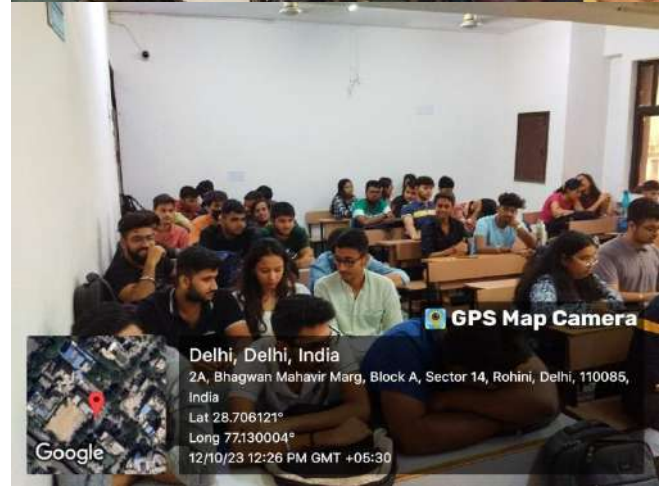 GPS Map Camera
Delhi, Delhi, India
2A, Bhagwan Mahavir Marg, Block A, Sector 14, Rohini, Delhi, 110085,
India
Lat 28.706121°
Long 77.130004°
12/10/23 12:26 PM GMT +05:30
Google